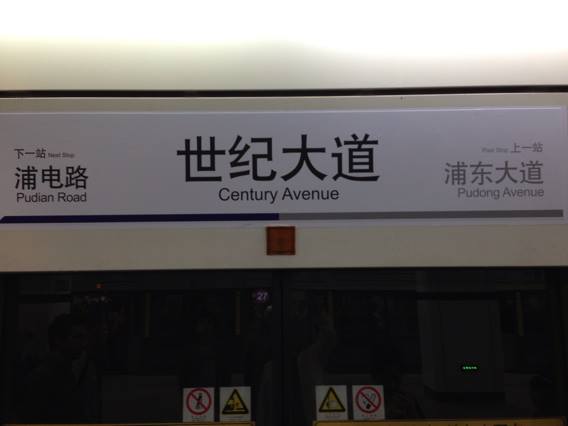 世纪大道
Century Avenue
下一站 Next Stop
浦电路
Pudian Road
Past Stop 上一站
浦东大道
Pudong Avenue
27